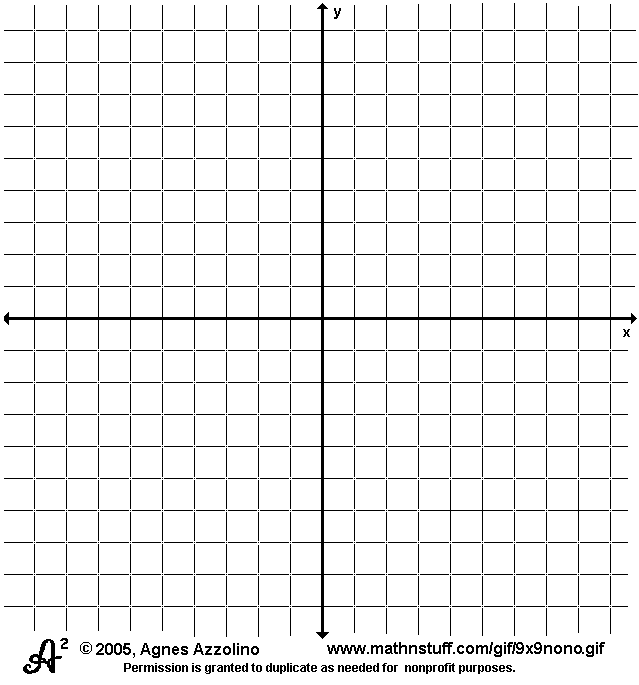 y
x
A² © 2005, Agnes Azzolino www.mathnstuff.com/gif/9x9nono.gif
Permission is granted to duplicate as needed for nonprofit purposes.